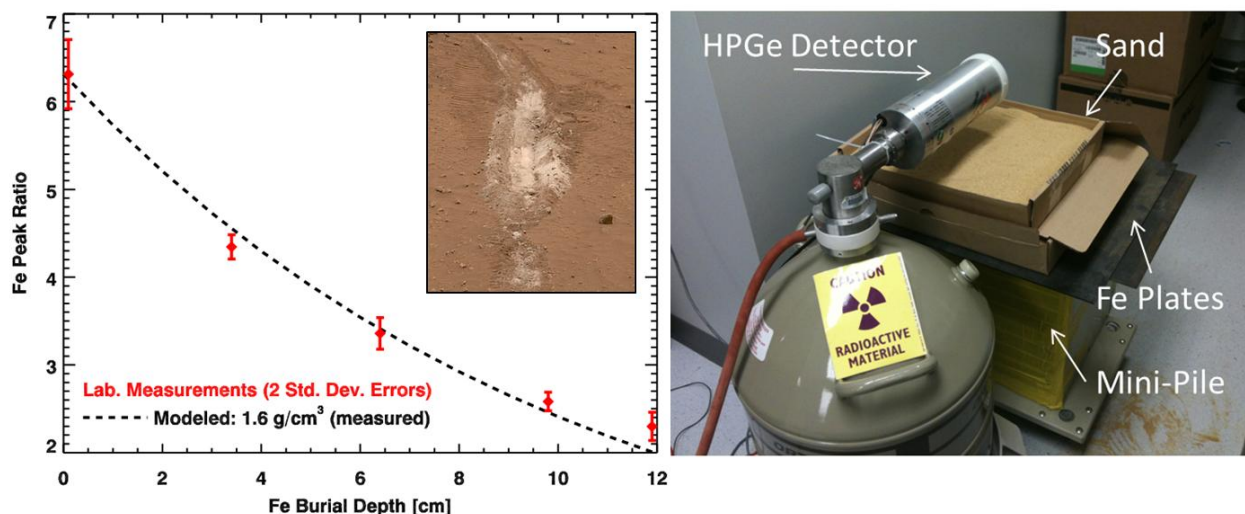 7
6
5
4
3
2
Fe Peak Ratio
Lab. Measurements (2 Std. Dev. Errors)
Modeled: 1.6 g/cm³ (measured)
0 2 4 6 8 10 12
Fe Burial Depth [cm]
HPGe Detector
Sand
Fe Plates
Mini-Pile
CAUTION
RADIOACTIVE
MATERIAL